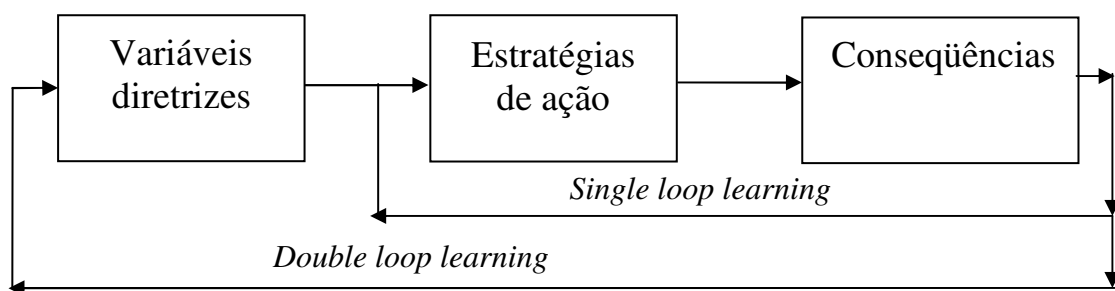 Variáveis
diretrizes
Estratégias
de ação
Conseqüências
Single loop learning
Double loop learning